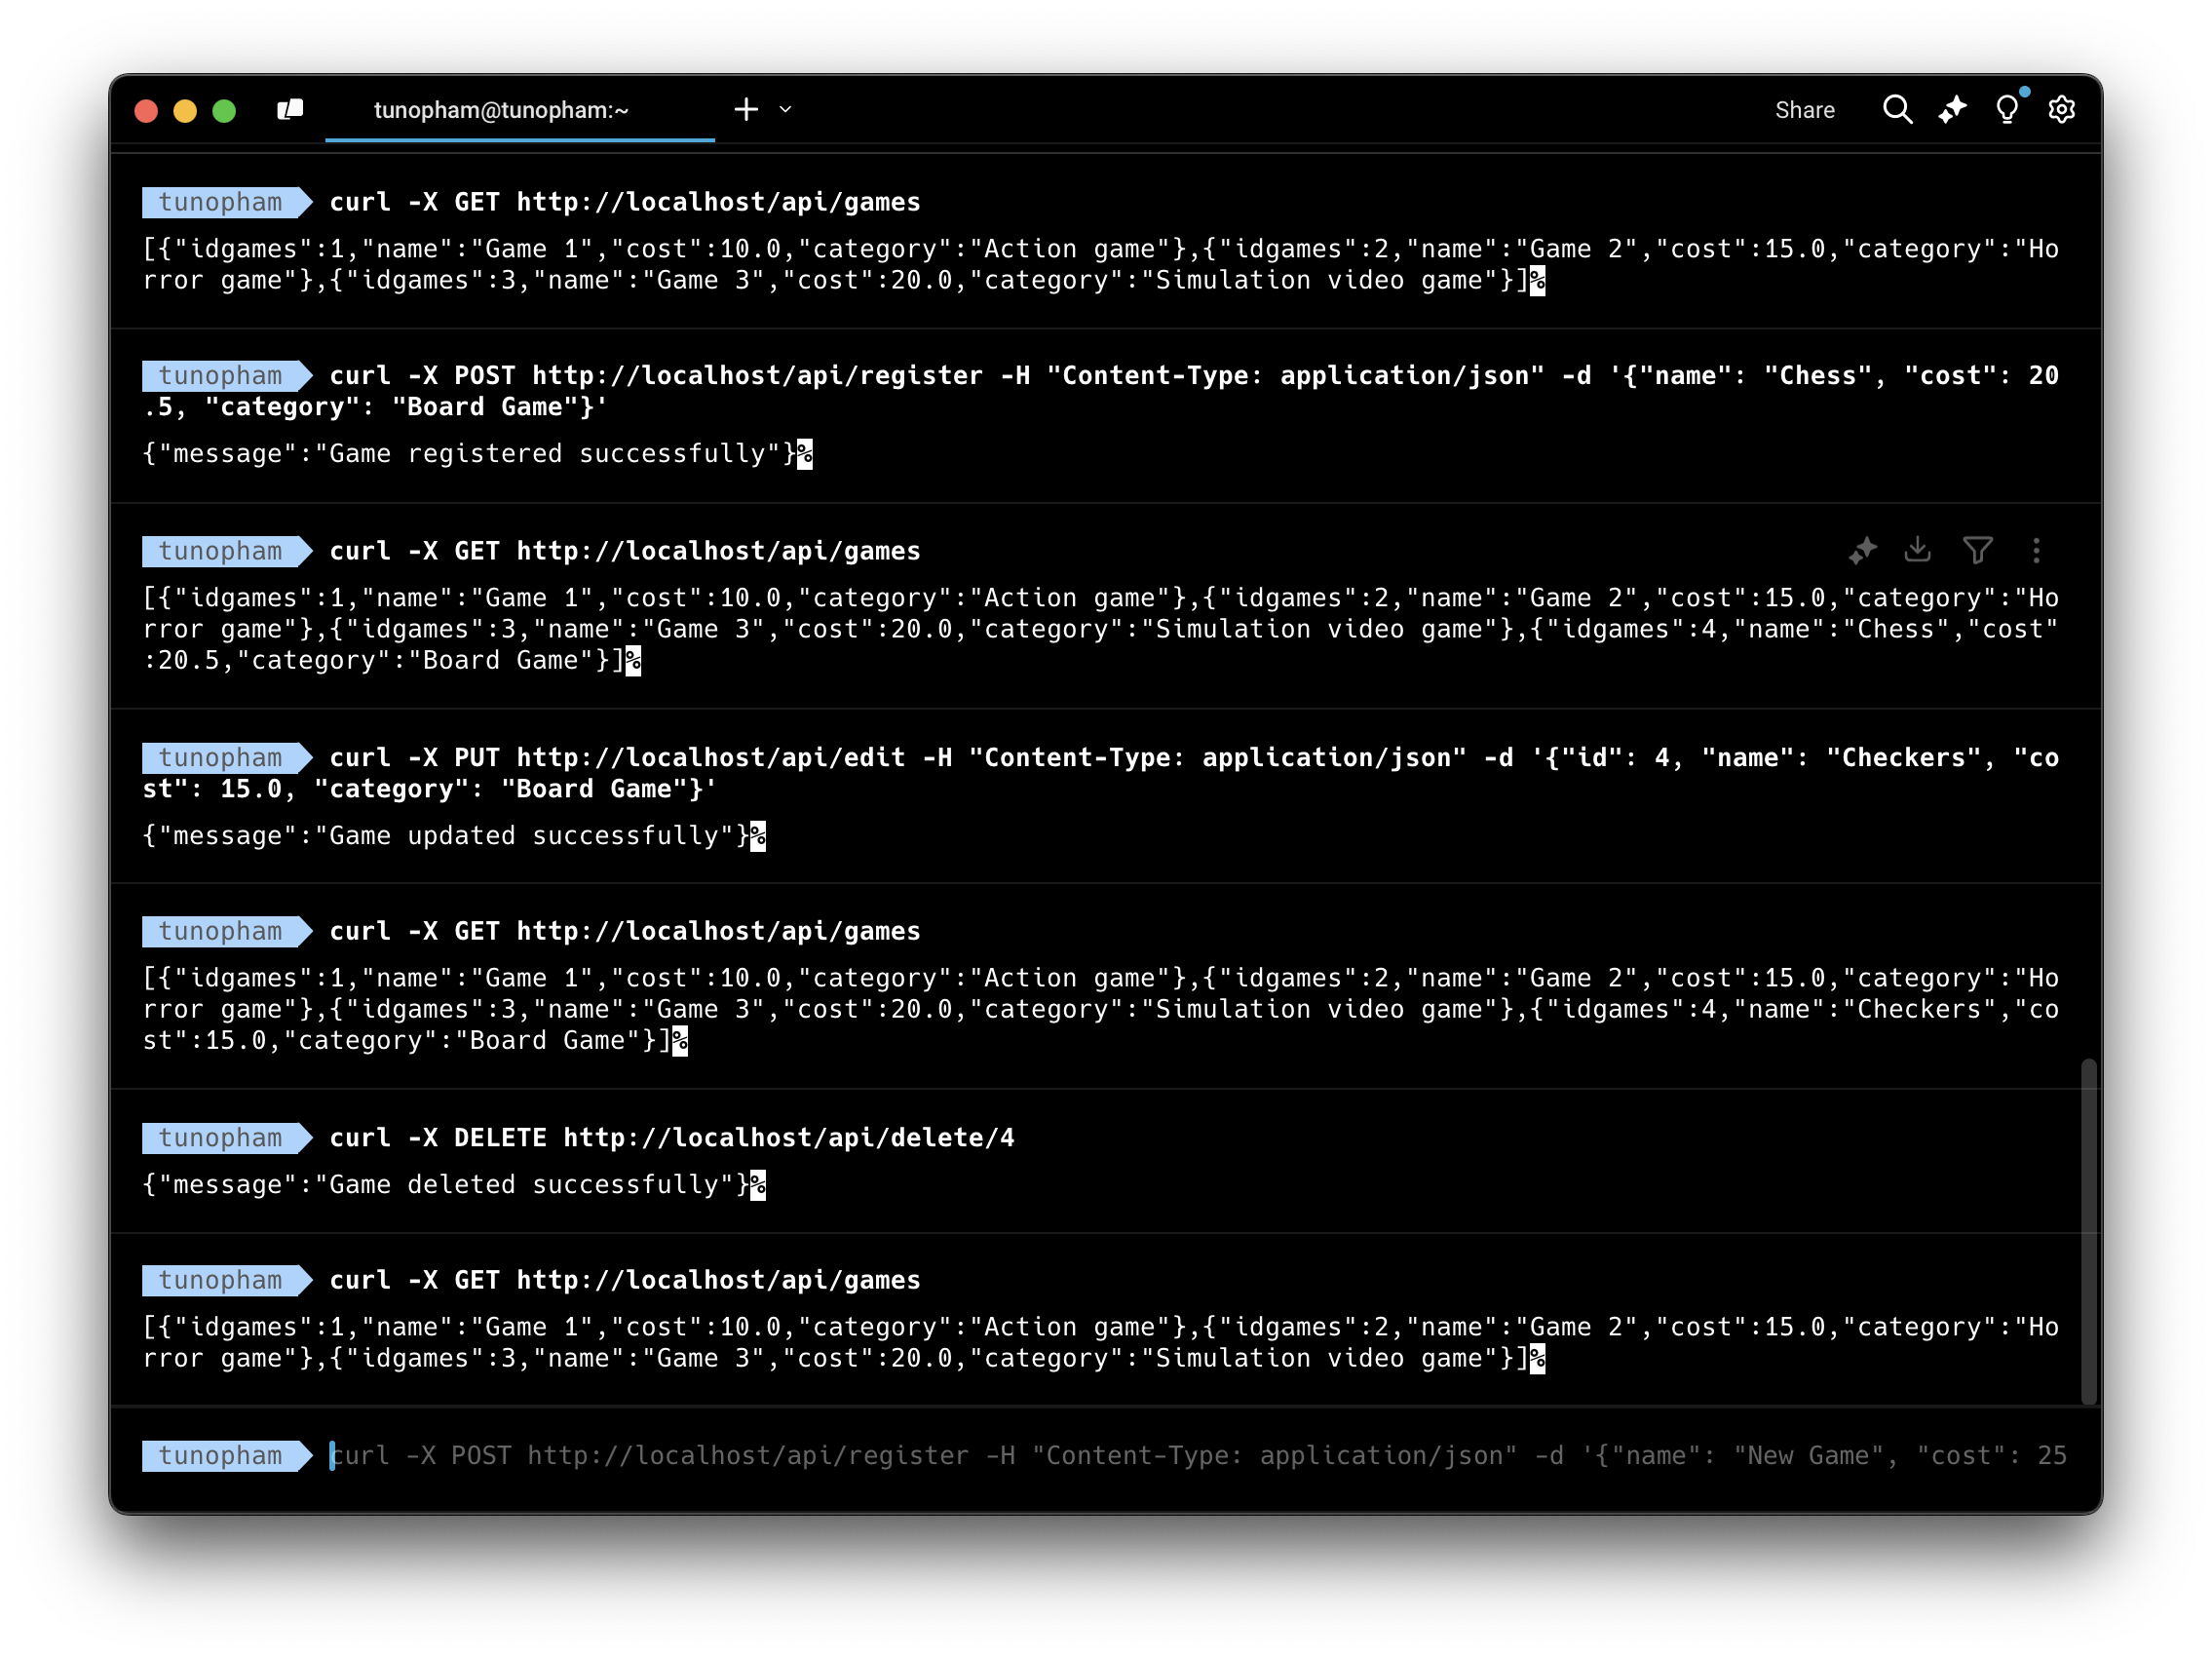 tunopham@tunopham:~
Share
tunopham curl -X GET http://localhost/api/games
[{"idgames":1,"name":"Game 1","cost":10.0,"category":"Action game"},{"idgames":2,"name":"Game 2","cost":15.0,"category":"Ho
rror game"},{"idgames":3,"name":"Game 3","cost":20.0,"category":"Simulation video game"}]%
tunopham curl -X POST http://localhost/api/register -H "Content-Type: application/json" -d '{"name": "Chess", "cost": 20
.5, "category": "Board Game"}'
{"message":"Game registered successfully"}%
tunopham curl -X GET http://localhost/api/games
[{"idgames":1,"name":"Game 1","cost":10.0,"category":"Action game"},{"idgames":2,"name":"Game 2","cost":15.0,"category":"Ho
rror game"},{"idgames":3,"name":"Game 3","cost":20.0,"category":"Simulation video game"},{"idgames":4,"name":"Chess","cost"
:20.5,"category":"Board Game"}]%
tunopham curl -X PUT http://localhost/api/edit -H "Content-Type: application/json" -d '{"id": 4, "name": "Checkers", "co
st": 15.0, "category": "Board Game"}'
{"message":"Game updated successfully"}%
tunopham curl -X GET http://localhost/api/games
[{"idgames":1,"name":"Game 1","cost":10.0,"category":"Action game"},{"idgames":2,"name":"Game 2","cost":15.0,"category":"Ho
rror game"},{"idgames":3,"name":"Game 3","cost":20.0,"category":"Simulation video game"},{"idgames":4,"name":"Checkers","co
st":15.0,"category":"Board Game"}]%
tunopham curl -X DELETE http://localhost/api/delete/4
{"message":"Game deleted successfully"}%
tunopham curl -X GET http://localhost/api/games
[{"idgames":1,"name":"Game 1","cost":10.0,"category":"Action game"},{"idgames":2,"name":"Game 2","cost":15.0,"category":"Ho
rror game"},{"idgames":3,"name":"Game 3","cost":20.0,"category":"Simulation video game"}]%
tunopham curl -X POST http://localhost/api/register -H "Content-Type: application/json" -d '{"name": "New Game", "cost": 25